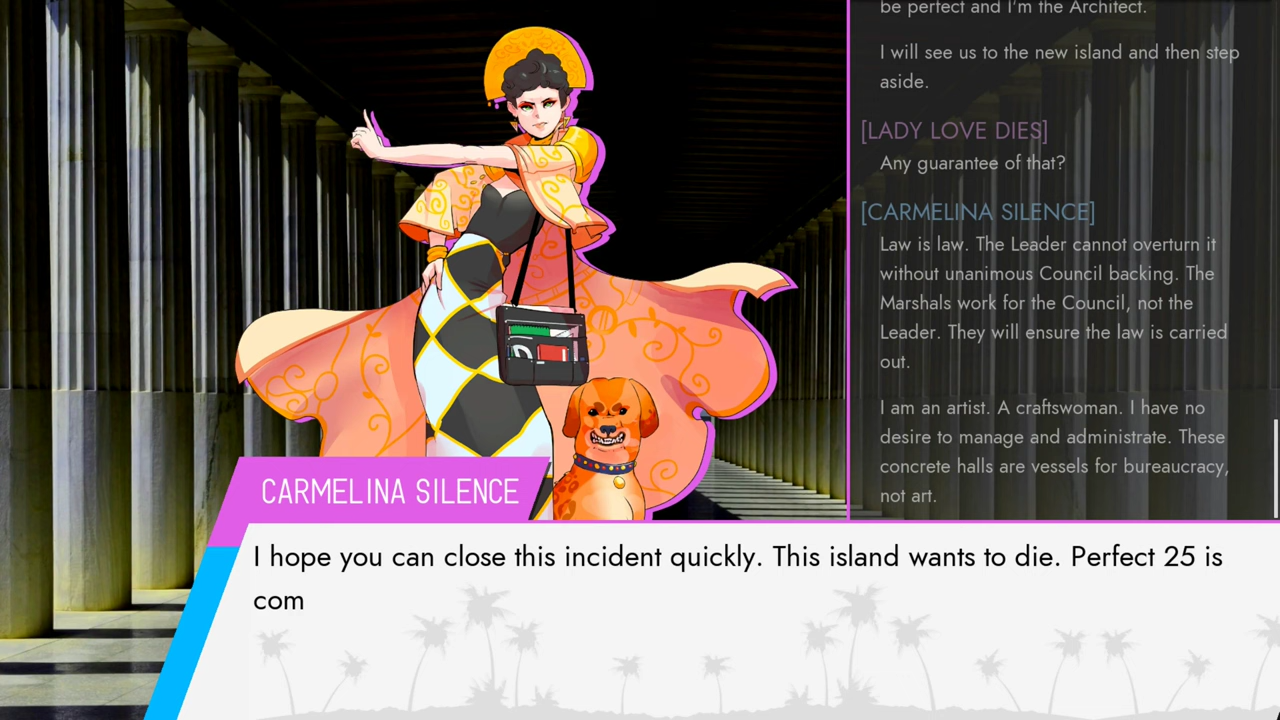 be perfect and I'm the Architect.
I will see us to the new island and then step
aside.
[LADY LOVE DIES]
Any guarantee of that?
[CARMELINA SILENCE]
Law is law. The Leader cannot overturn it
without unanimous Council backing. The
Marshals work for the Council, not the
Leader. They will ensure the law is carried
out.
I am an artist. A craftswoman. I have no
desire to manage and administrate. These
concrete halls are vessels for bureaucracy,
not art.
CARMELINA SILENCE
I hope you can close this incident quickly. This island wants to die. Perfect 25 is
com